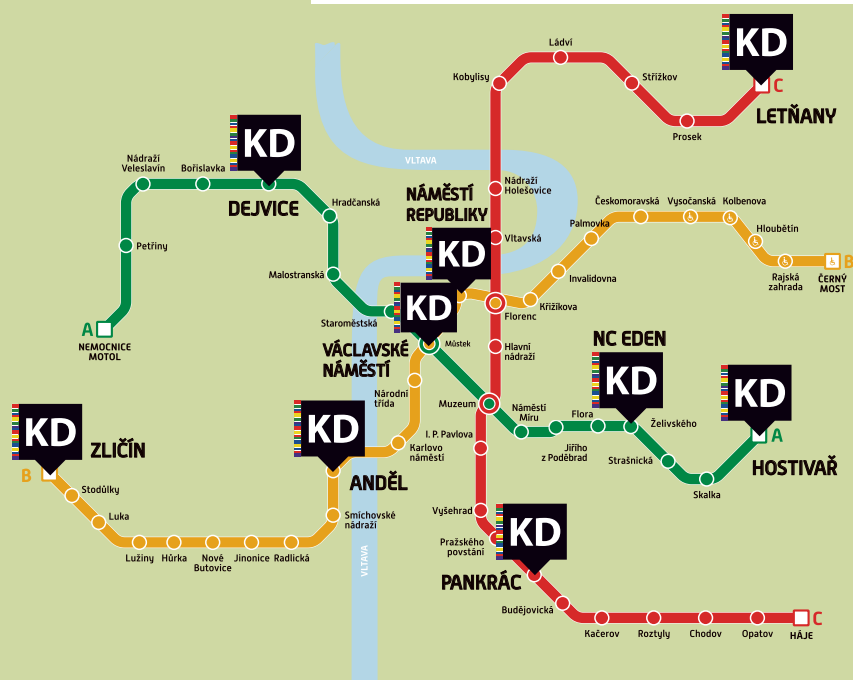 Ládví
KD
Kobylisy
Střížkov
C
LETŇANY
Prosek
KD
Nádraží
Veleslavín
Bořislavka
VLTAVA
DEJVICE
Hradčanská
NÁMĚSTÍ
REPUBLIKY
Nádraží
Holešovice
Českomoravská
Vysočanská
Kolbenova
Petřiny
Vltavská
Palmovka
Hloubětín
KD
Malostranská
Invalidovna
B
Rajská
zahrada
ČERNÝ
MOST
KD
Křižíkova
Florenc
Staroměstská
A
NEMOCNICE
MOTOL
VÁCLAVSKÉ
NÁMĚSTÍ
Můstek
Hlavní
nádraží
NC EDEN
KD
KD
Národní
třída
Muzeum
Náměstí
Míru
Flora
Želivského
KD
ZLIČÍN
KD
I. P. Pavlova
A
Karlovo
náměstí
Jiřího
z Poděbrad
Strašnická
HOSTIVAŘ
B
ANDĚL
Stodůlky
Skalka
Luka
Smíchovské
nádraží
Vyšehrad
KD
Pražského
povstání
Lužiny
Hůrka
Nové
Butovice
Jinonice
Radlická
VLTAVA
PANKRÁC
Budějovická
C
Kačerov
Roztyly
Chodov
Opatov
HÁJE